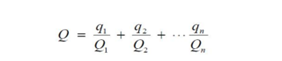 Q = q₁/Q₁ + q₂/Q₂ + ⋯ qₙ/Qₙ